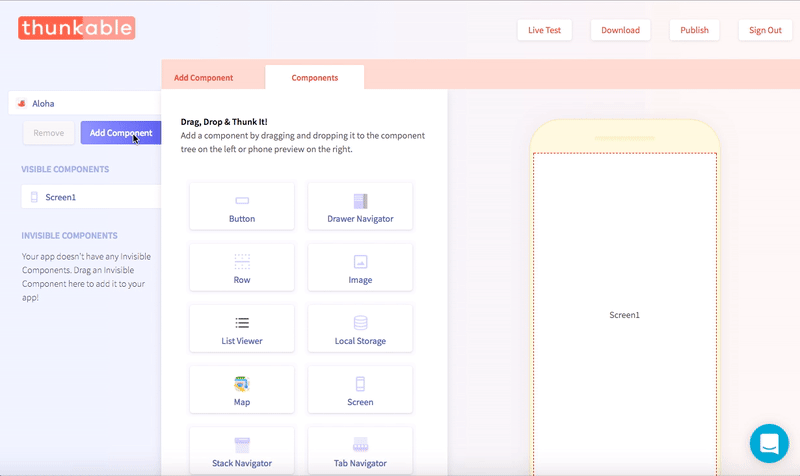 thunkable
Live Test
Download
Publish
Sign Out
Add Component
Components
Aloha
Remove
Add Component
VISIBLE COMPONENTS
Screen1
INVISIBLE COMPONENTS
Your app doesn't have any Invisible
Components. Drag an Invisible
Component here to add it to your
app!
Drag, Drop & Thunk It!
Add a component by dragging and dropping it to the component
tree on the left or phone preview on the right.
Button
Drawer Navigator
Row
Image
List Viewer
Local Storage
Map
Screen
Stack Navigator
Tab Navigator
Screen1